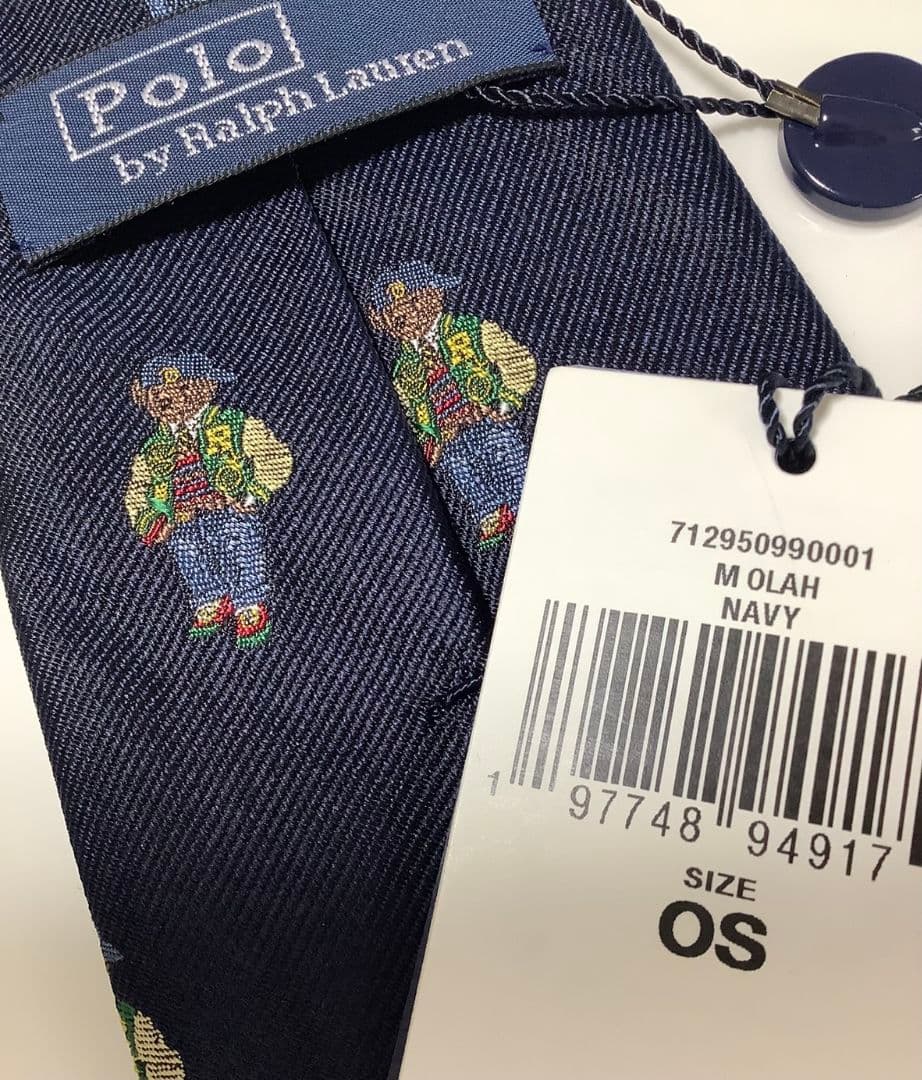 Polo
by Ralph Lauren
712950990001
M OLAH
NAVY
1 97748 94917
SIZE
OS